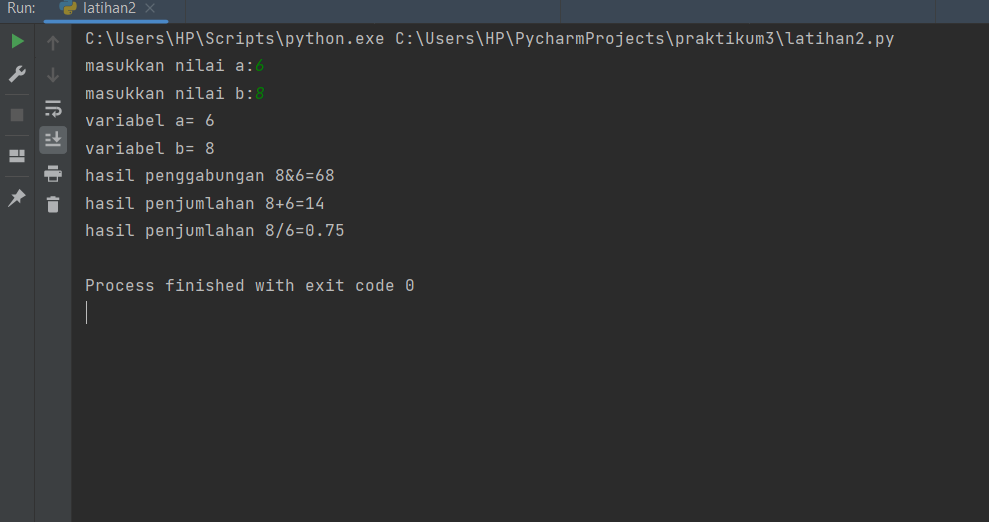 Run: latihan2
C:\Users\HP\Scripts\python.exe C:\Users\HP\PycharmProjects\praktikum3\latihan2.py
masukkan nilai a:6
masukkan nilai b:8
variabel a= 6
variabel b= 8
hasil penggabungan 8&6=68
hasil penjumlahan 8+6=14
hasil penjumlahan 8/6=0.75
Process finished with exit code 0